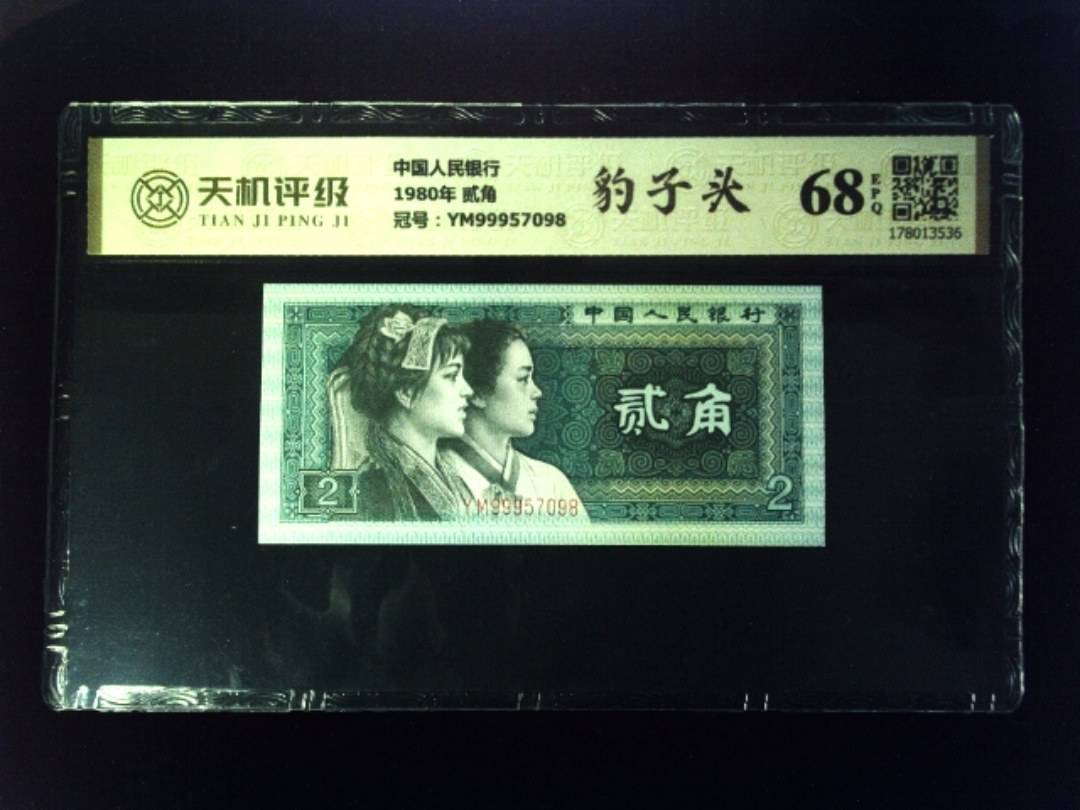 天机评级
TIAN JI PING JI
中国人民银行
1980年 贰角
冠号：YM99957098
豹子头
68
EPQ
178013536
中国人民银行
贰角
2
2
YM99957098